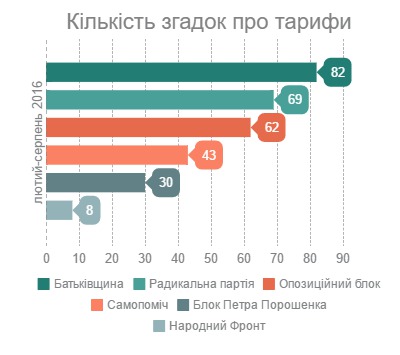 Кількість згадок про тарифи
лютий-серпень 2016
82
69
62
43
30
8
0 10 20 30 40 50 60 70 80 90
Батьківщина Радикальна партія Опозиційний блок
Самопоміч Блок Петра Порошенка
Народний Фронт